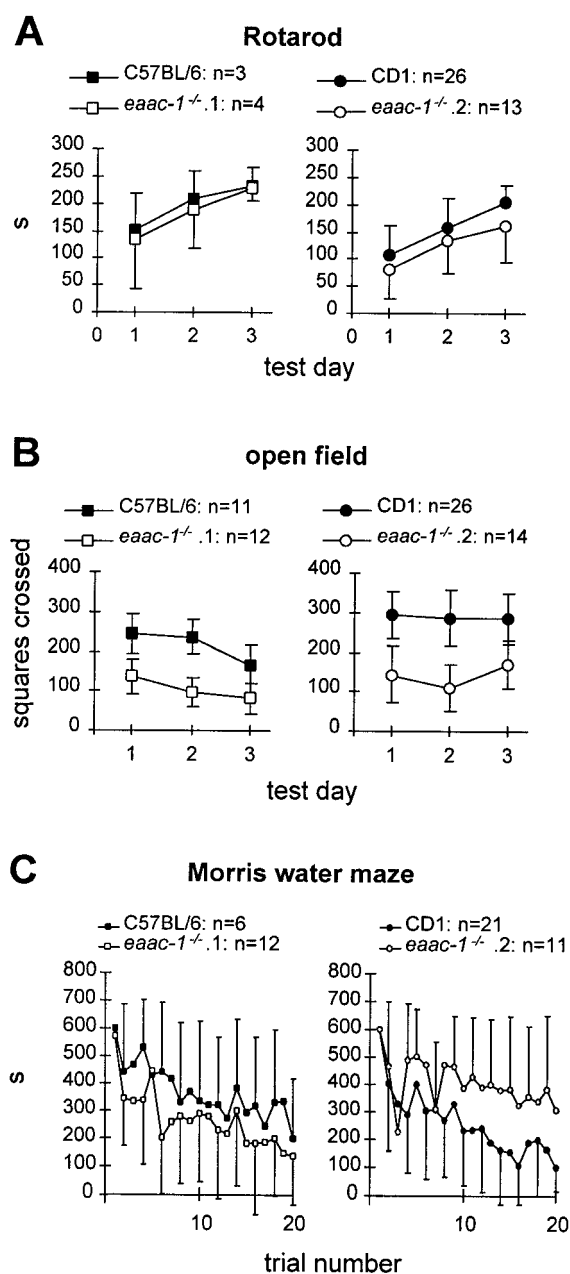 A
Rotarod
C57BL/6: n=3
eaac-1-/-.1: n=4
CD1: n=26
eaac-1-/-.2: n=13
s
300
250
200
150
100
50
0
0 1 2 3
300
250
200
150
100
50
0
0 1 2 3
test day
B
open field
C57BL/6: n=11
eaac-1-/-.1: n=12
CD1: n=26
eaac-1-/-.2: n=14
squares crossed
400
300
200
100
0
1 2 3
400
300
200
100
0
1 2 3
test day
C
Morris water maze
C57BL/6: n=6
eaac-1-/-.1: n=12
CD1: n=21
eaac-1-/- .2: n=11
s
800
700
600
500
400
300
200
100
0
10 20
800
700
600
500
400
300
200
100
0
10 20
trial number